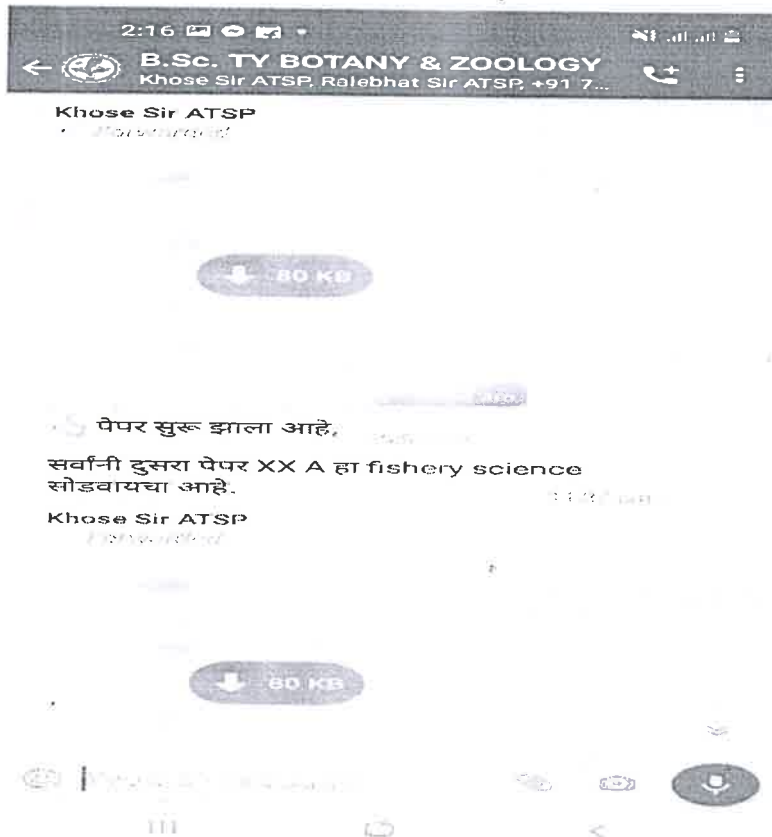 2:16
B.Sc. TY BOTANY & ZOOLOGY
Khose Sir ATSP, Ralebhat Sir ATSP, +91 7...
Khose Sir ATSP
80 KB
पेपर सुरू झाला आहे,
सर्वांनी दुसरा पेपर XX A हा fishery science
सोडवायचा आहे.
Khose Sir ATSP
80 KB